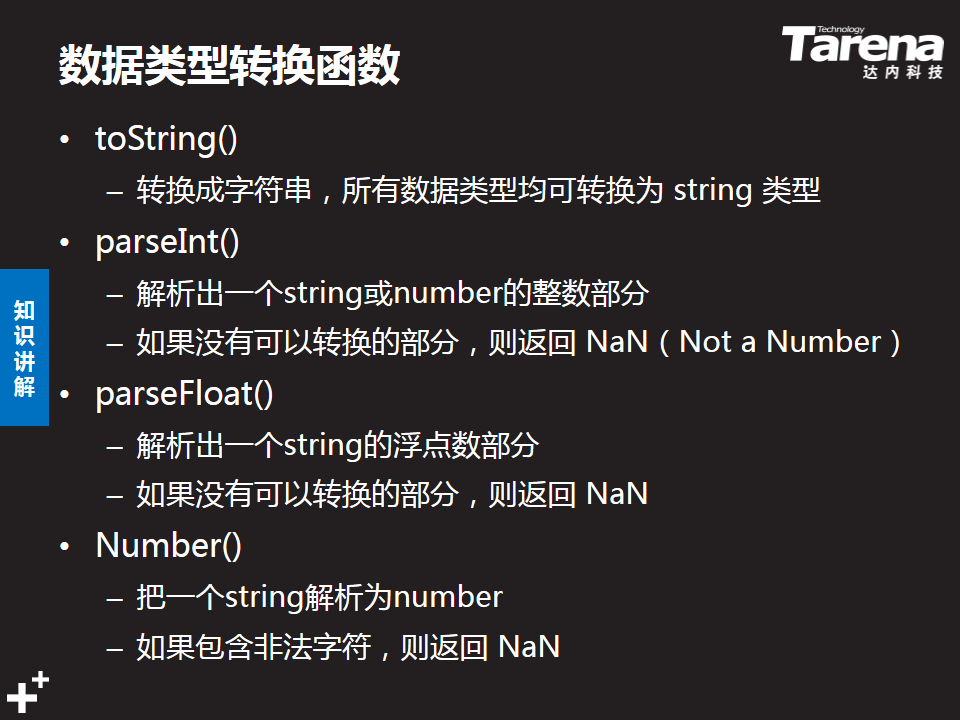 数据类型转换函数
Technology
Tarena
达内科技
• toString()
– 转换成字符串，所有数据类型均可转换为 string 类型
• parseInt()
– 解析出一个string或number的整数部分
– 如果没有可以转换的部分，则返回 NaN（Not a Number）
• parseFloat()
– 解析出一个string的浮点数部分
– 如果没有可以转换的部分，则返回 NaN
• Number()
– 把一个string解析为number
– 如果包含非法字符，则返回 NaN
知识讲解